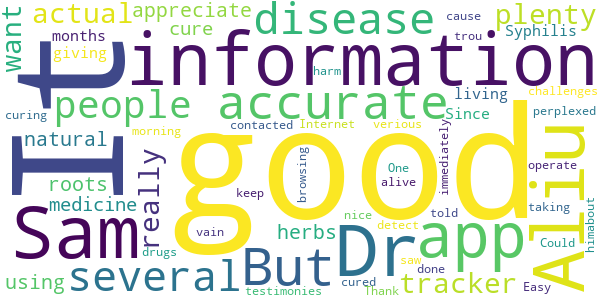 Want
actual
months
giving
appreciate
cure
disease
cause
trou
plenty
Syphilis
It
information
harm
challenges
curing
people
accurate
living
Since
perplexed
morning
natural
contacted
Internet
verious
immediately
good
Aliu
really
roots
medicine
browsing
One
alive
operate
himabout
Sam
vain
herbs
keep
nice
told
taking
drugs
Dr
app
detect
saw
done
Could
several
But
cured
tracker
using
testimonies
Thank
Easy